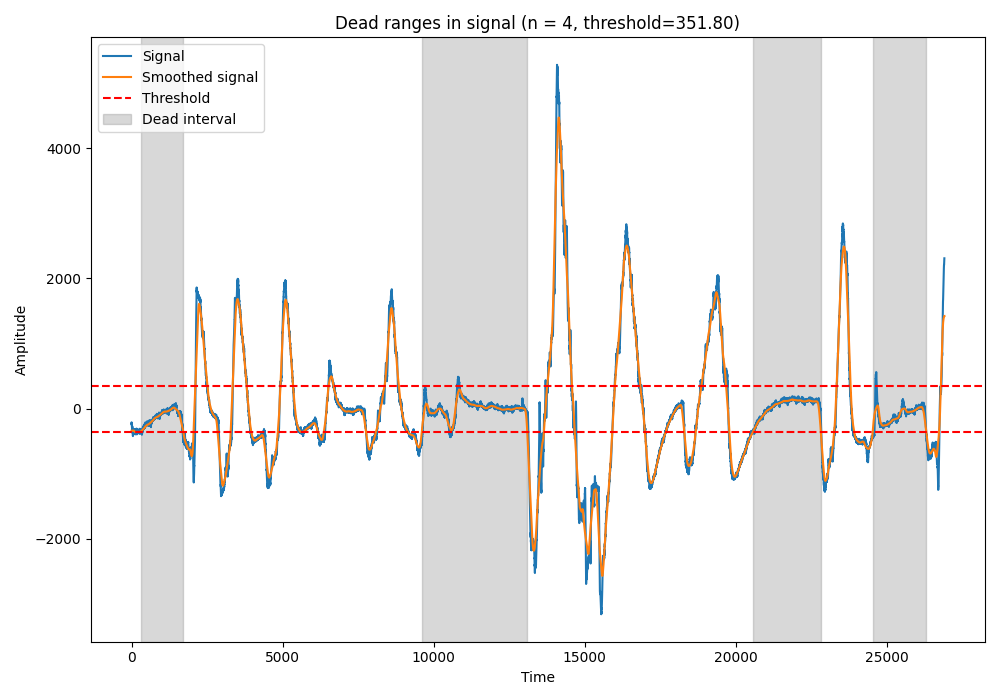 Dead ranges in signal (n = 4, threshold=351.80)
Signal
Smoothed signal
Threshold
Dead interval
Amplitude
4000
2000
0
−2000
0
5000
10000
15000
20000
25000
Time